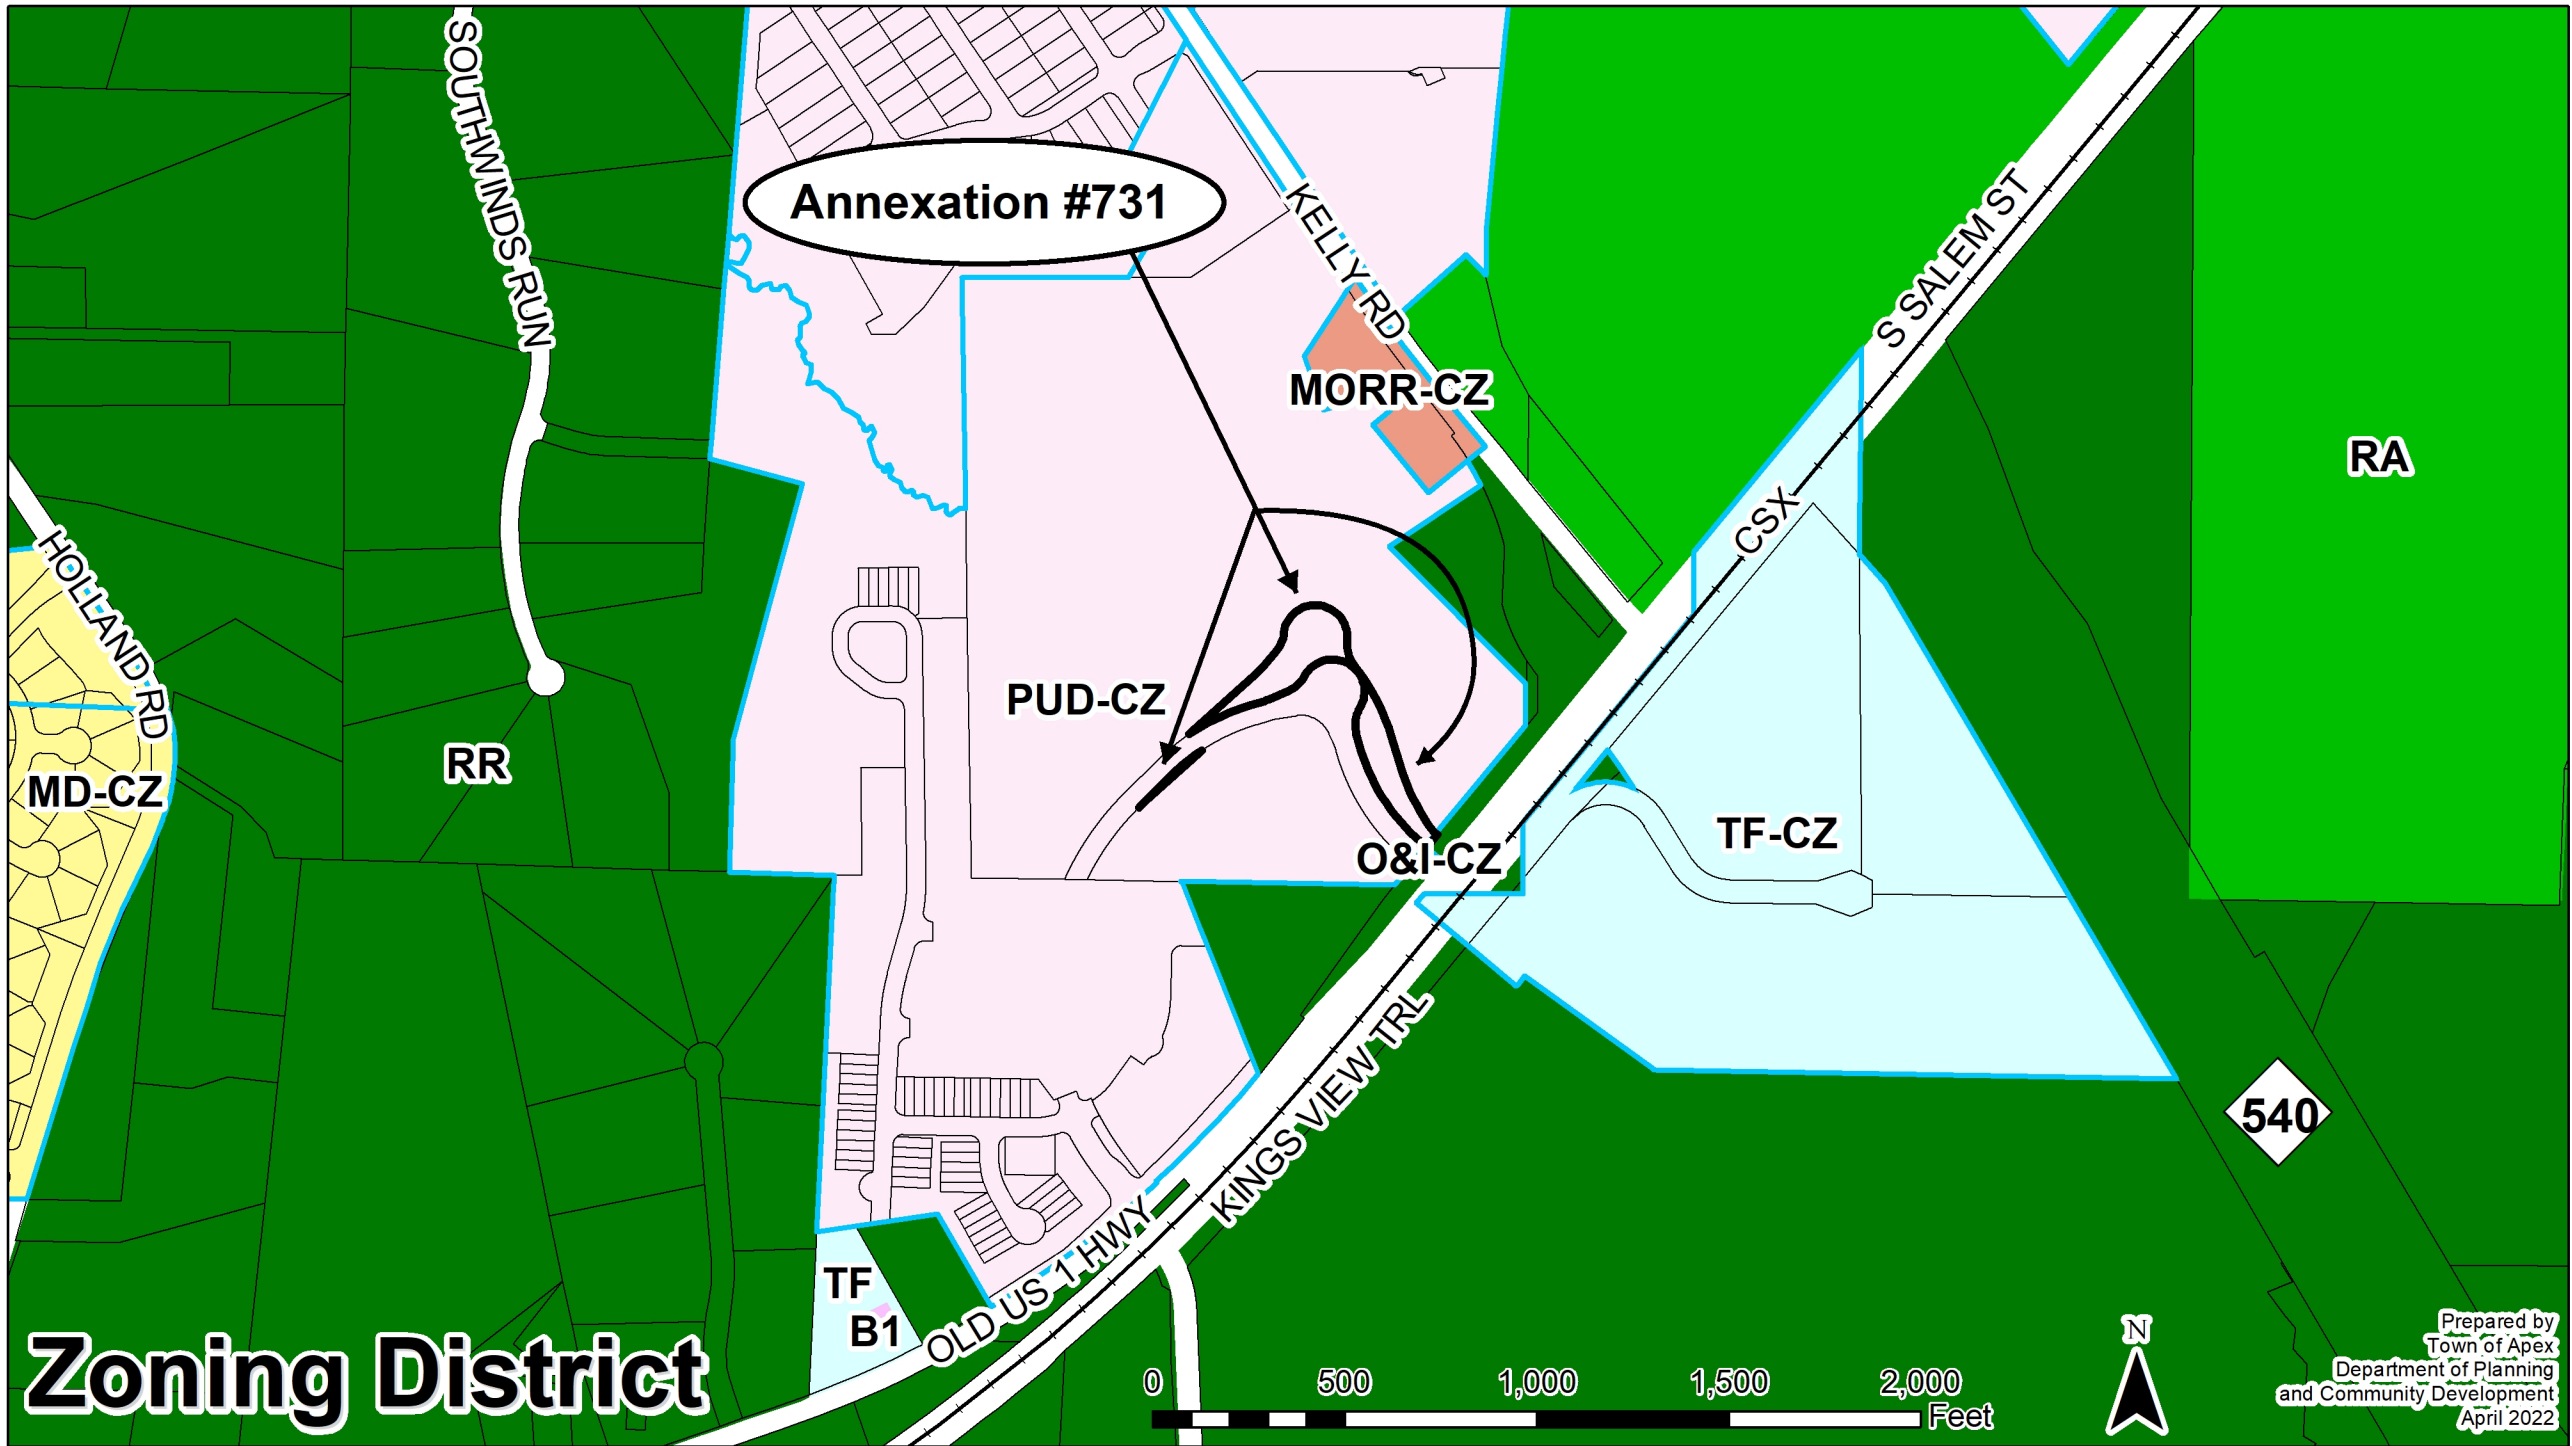 SOUTHWINDS RUN
Annexation #731
KELLY RD
S SALEM ST
MORR-CZ
RA
CSX
HOLLAND RD
PUD-CZ
RR
MD-CZ
TF-CZ
O&I-CZ
KINGS VIEW TRL
540
OLD US 1 HWY
TF
B1
Zoning District
0 500 1,000 1,500 2,000
Feet
N
Prepared by
Town of Apex
Department of Planning
and Community Development
April 2022